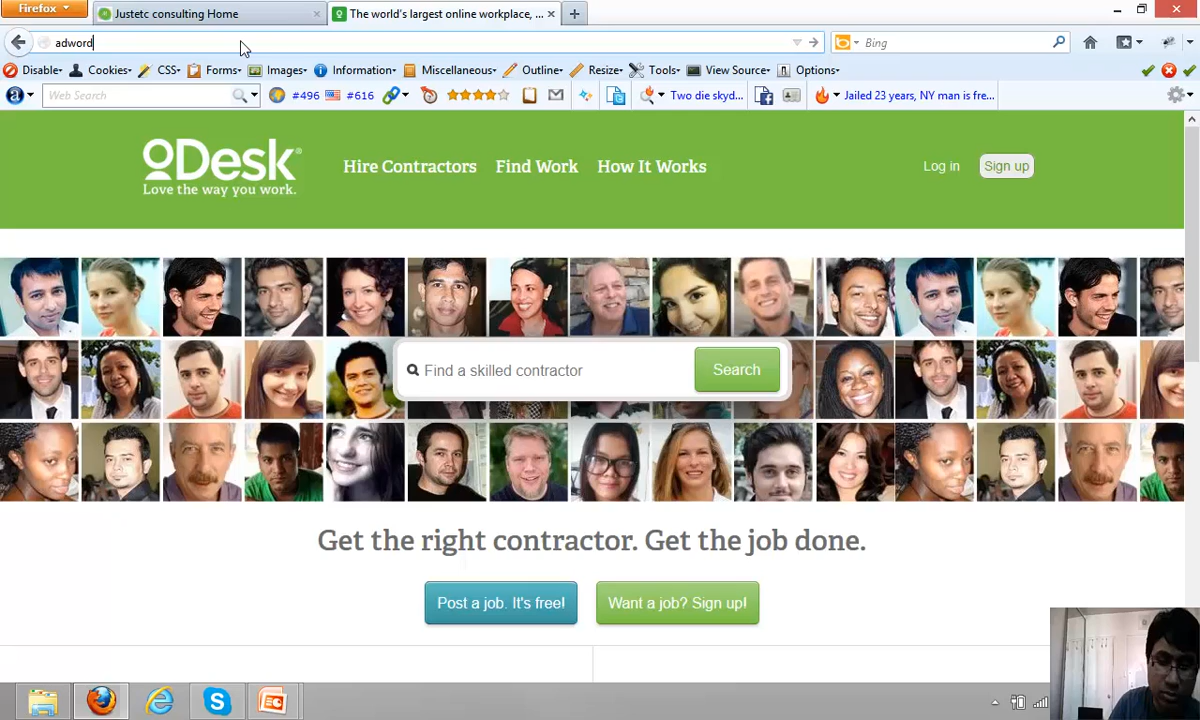 Firefox
Justetc consulting Home
The world's largest online workplace, ...
adword
Bing
Disable
Cookies
CSS
Forms
Images
Information
Miscellaneous
Outline
Resize
Tools
View Source
Options
a
Web Search
#496
#616
Two die skyd...
Jailed 23 years, NY man is fre...
oDesk®
Love the way you work.
Hire Contractors
Find Work
How It Works
Log in
Sign up
Find a skilled contractor
Search
Get the right contractor. Get the job done.
Post a job. It's free!
Want a job? Sign up!